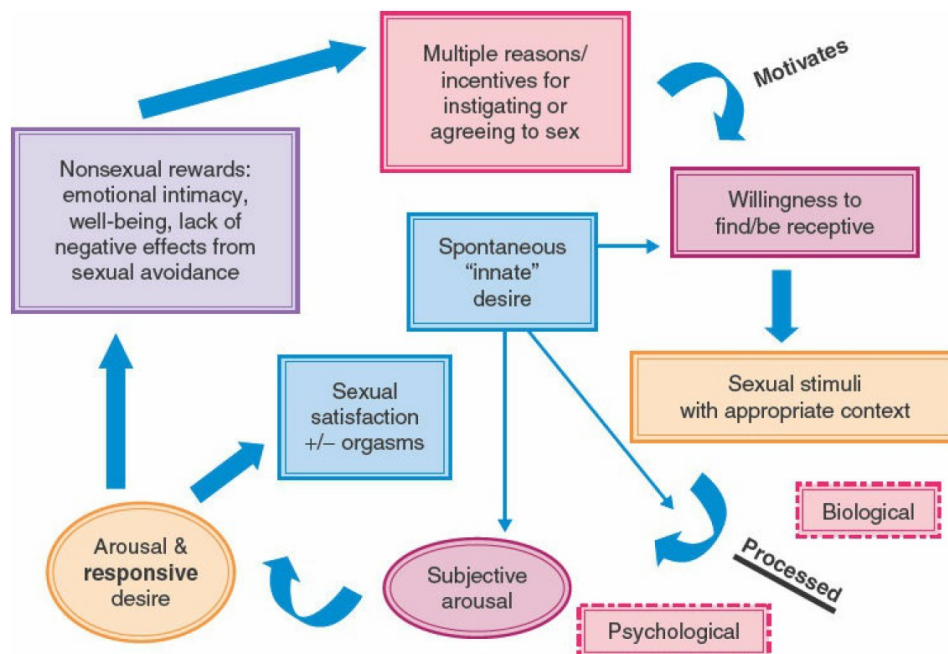 Multiple reasons/
incentives for
instigating or
agreeing to sex
Motivates
Nonsexual rewards:
emotional intimacy,
well-being, lack of
negative effects from
sexual avoidance
Willingness to
find/be receptive
Spontaneous
“innate”
desire
Sexual stimuli
with appropriate context
Sexual
satisfaction
+/− orgasms
Biological
Processed
Arousal &
responsive
desire
Subjective
arousal
Psychological